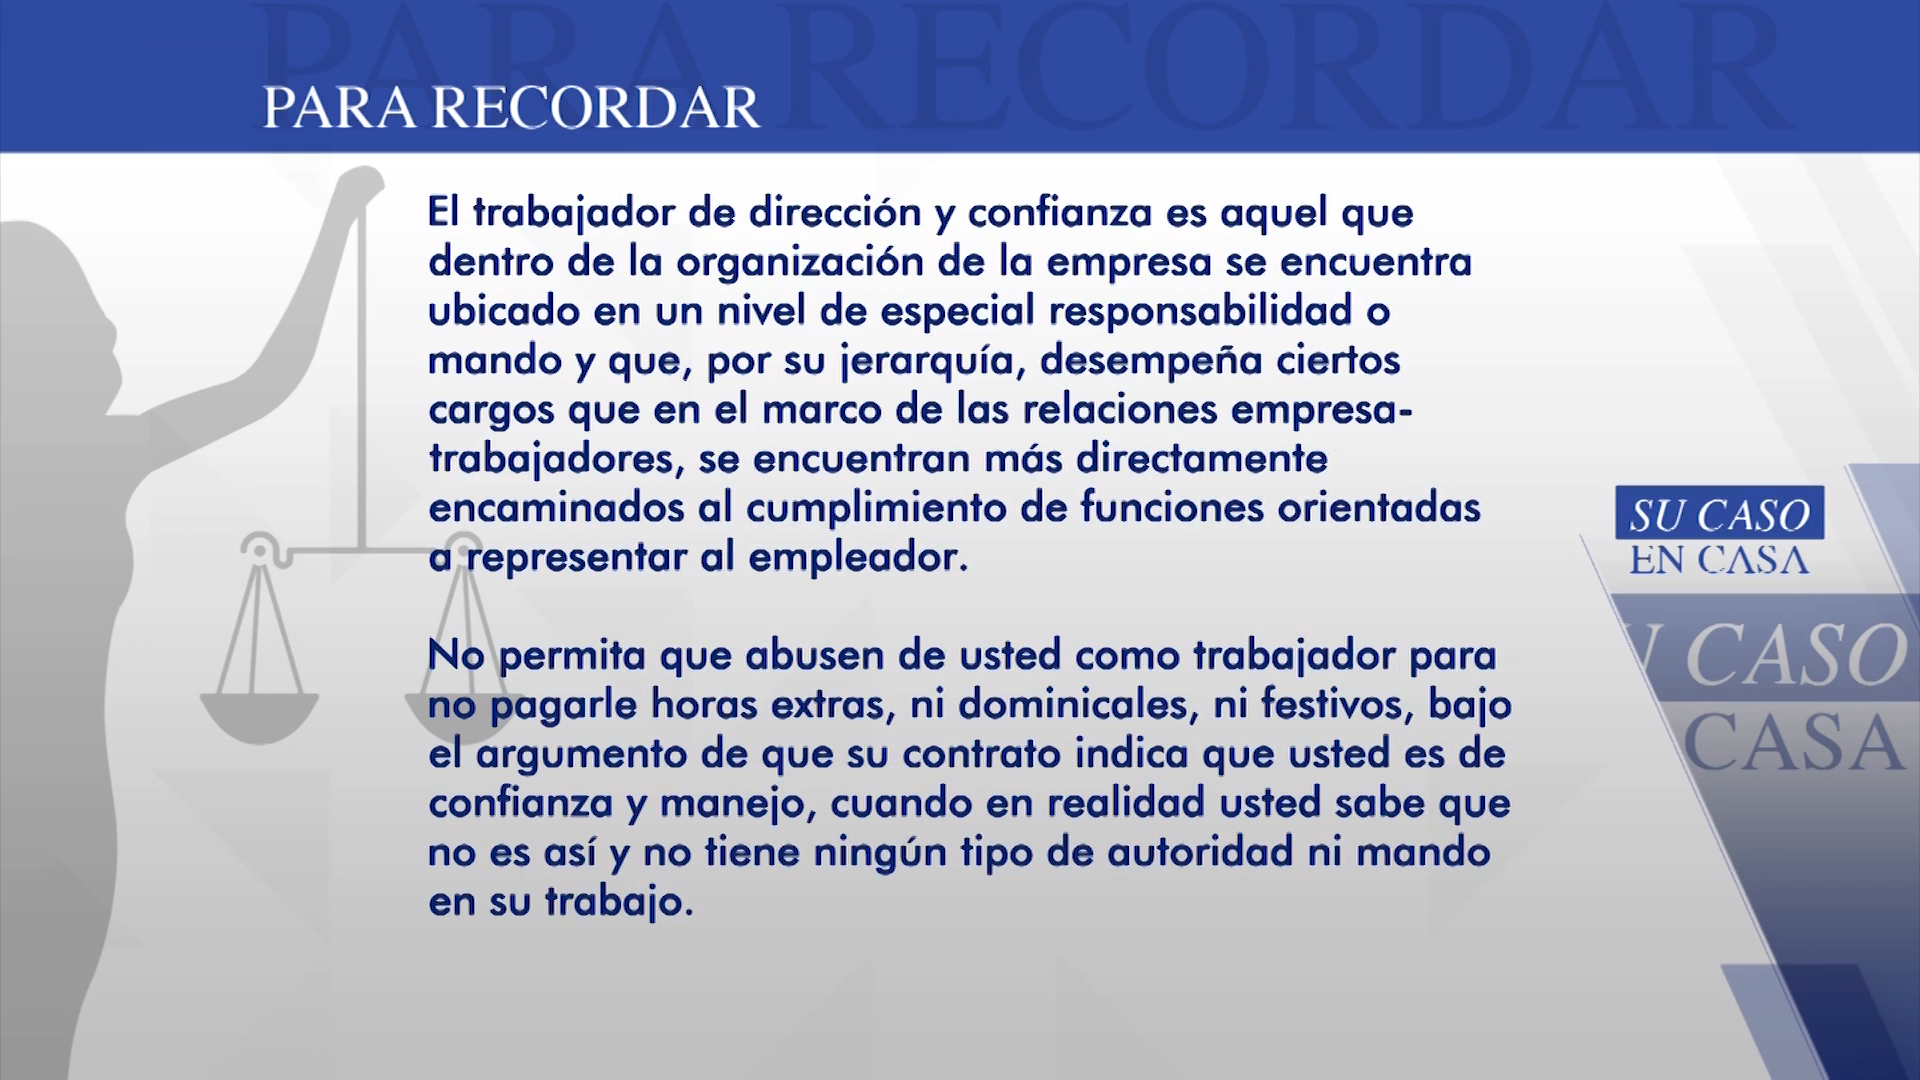 PARA RECORDAR
PARA RECORDAR
El trabajador de dirección y confianza es aquel que
dentro de la organización de la empresa se encuentra
ubicado en un nivel de especial responsabilidad o
mando y que, por su jerarquía, desempeña ciertos
cargos que en el marco de las relaciones empresa-
trabajadores, se encuentran más directamente
encaminados al cumplimiento de funciones orientadas
a representar al empleador.
No permita que abusen de usted como trabajador para
no pagarle horas extras, ni dominicales, ni festivos, bajo
el argumento de que su contrato indica que usted es de
confianza y manejo, cuando en realidad usted sabe que
no es así y no tiene ningún tipo de autoridad ni mando
en su trabajo.
SU CASO
EN CASA
U CASO
CASA